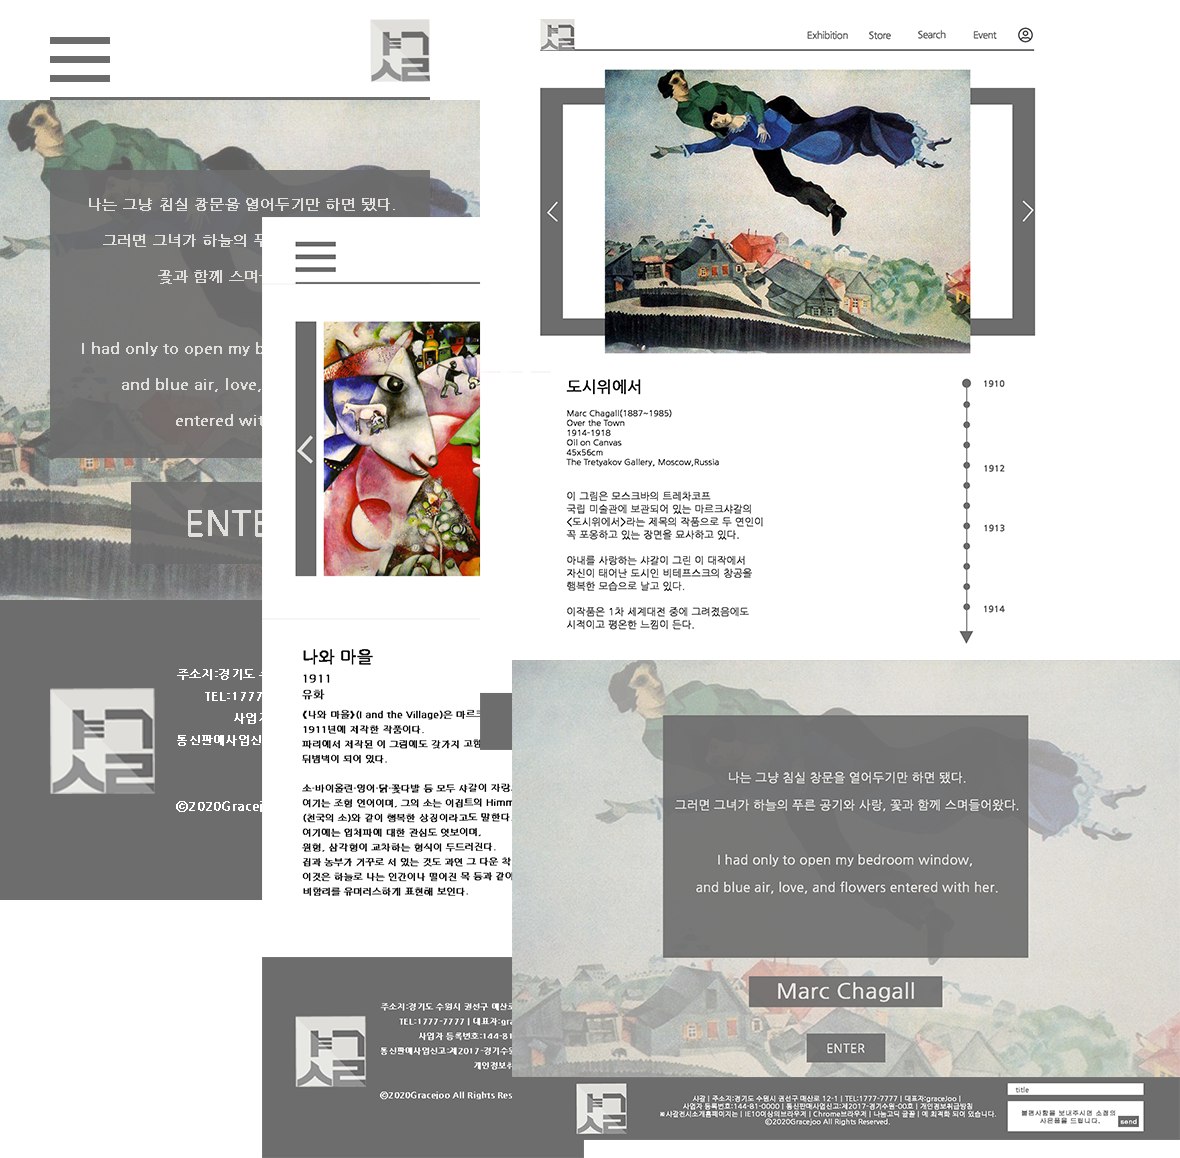 나는 그냥 침실 창문을 열어두기만 하면 됐다.
그러면 그녀가 하늘의
꽃과 함께 스며
I had only to open my
and blue air, love,
entered
ENTE
주소지:경기도
TEL:1777
통신판매사업신
©2020Grace
나와 마을
1911
유화
《나와 마을》(I and the Village)은
1911년에 제작한 작품이다.
파리에서 제작된 이 그림에도 갖가지
뒤범벅이 되어 있다.
소·바이올린·잉어·닭·꽃다발 등 모두 샤갈이
여기는 조형 언어이며, 그의 소는 이집트의 Himm
(천국의 소)와 같이 행복한 상징이라고도 말한다.
여기에는 입체파에 대한 관심도 엿보이며,
원형, 삼각형이 교차하는 형식이 두드러진다.
집과 농부가 거꾸로 서 있는 것도 과연 그 다운
이것은 하늘로 나는 인간이나 떨어진 목 등과 같이
비합리를 유머러스하게 표현해 보인다.
주소지:경기도 수원시 권선구 매산로
TEL:1777-7777 | 대표자:gra
사업자 등록번호:144-81
통신판매사업신고:제2017-경기수원
개인정보취
©2020Gracejoo All Rights Res
Exhibition Store Search Event
도시위에서
Marc Chagall(1887~1985)
Over the Town
1914-1918
Oil on Canvas
45x56cm
The Tretyakov Gallery, Moscow,Russia
이 그림은 모스크바의 트레차코프
국립 미술관에 보관되어 있는 마르크샤갈의
<도시위에서>라는 제목의 작품으로 두 연인이
꼭 포옹하고 있는 장면을 묘사하고 있다.
아내를 사랑하는 샤갈이 그린 이 대작에서
자신이 태어난 도시인 비테프스크의 창공을
행복한 모습으로 날고 있다.
이작품은 1차 세계대전 중에 그려졌음에도
시적이고 평온한 느낌이 든다.
1910
1912
1913
1914
나는 그냥 침실 창문을 열어두기만 하면 됐다.
그러면 그녀가 하늘의 푸른 공기와 사랑, 꽃과 함께 스며들어왔다.
I had only to open my bedroom window,
and blue air, love, and flowers entered with her.
Marc Chagall
ENTER
샤갈 | 주소지:경기도 수원시 권선구 매산로 12-1 | TEL:1777-7777 | 대표자:graceJoo |
사업자 등록번호:144-81-0000 | 통신판매사업신고:제2017-경기수원-00호 | 개인정보취급방침
※샤갈전시소개홈페이지는 | IE10이상의브라우저 | Chrome브라우저 | 나눔고딕 글꼴 | 에 최적화 되어 있습니다.
©2020Gracejoo All Rights Reserved.
title
불편사항을 보내주시면 소정의
사은품을 드립니다.
send